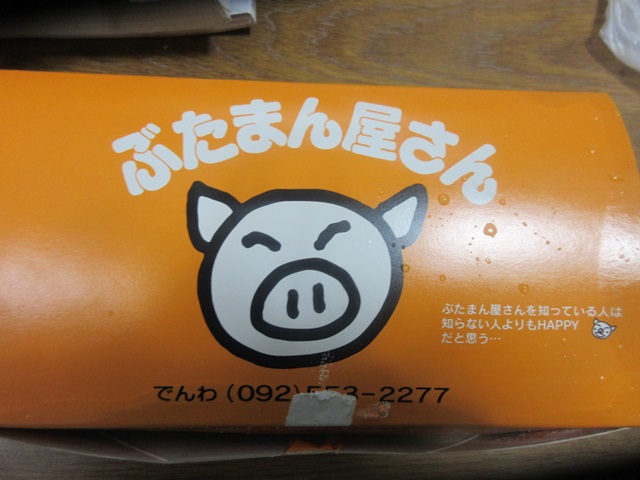 ぶたまん屋さん
ぶたまん屋さんを知っている人は
知らない人よりもHAPPY
だと思う…
でんわ(092)553-2277